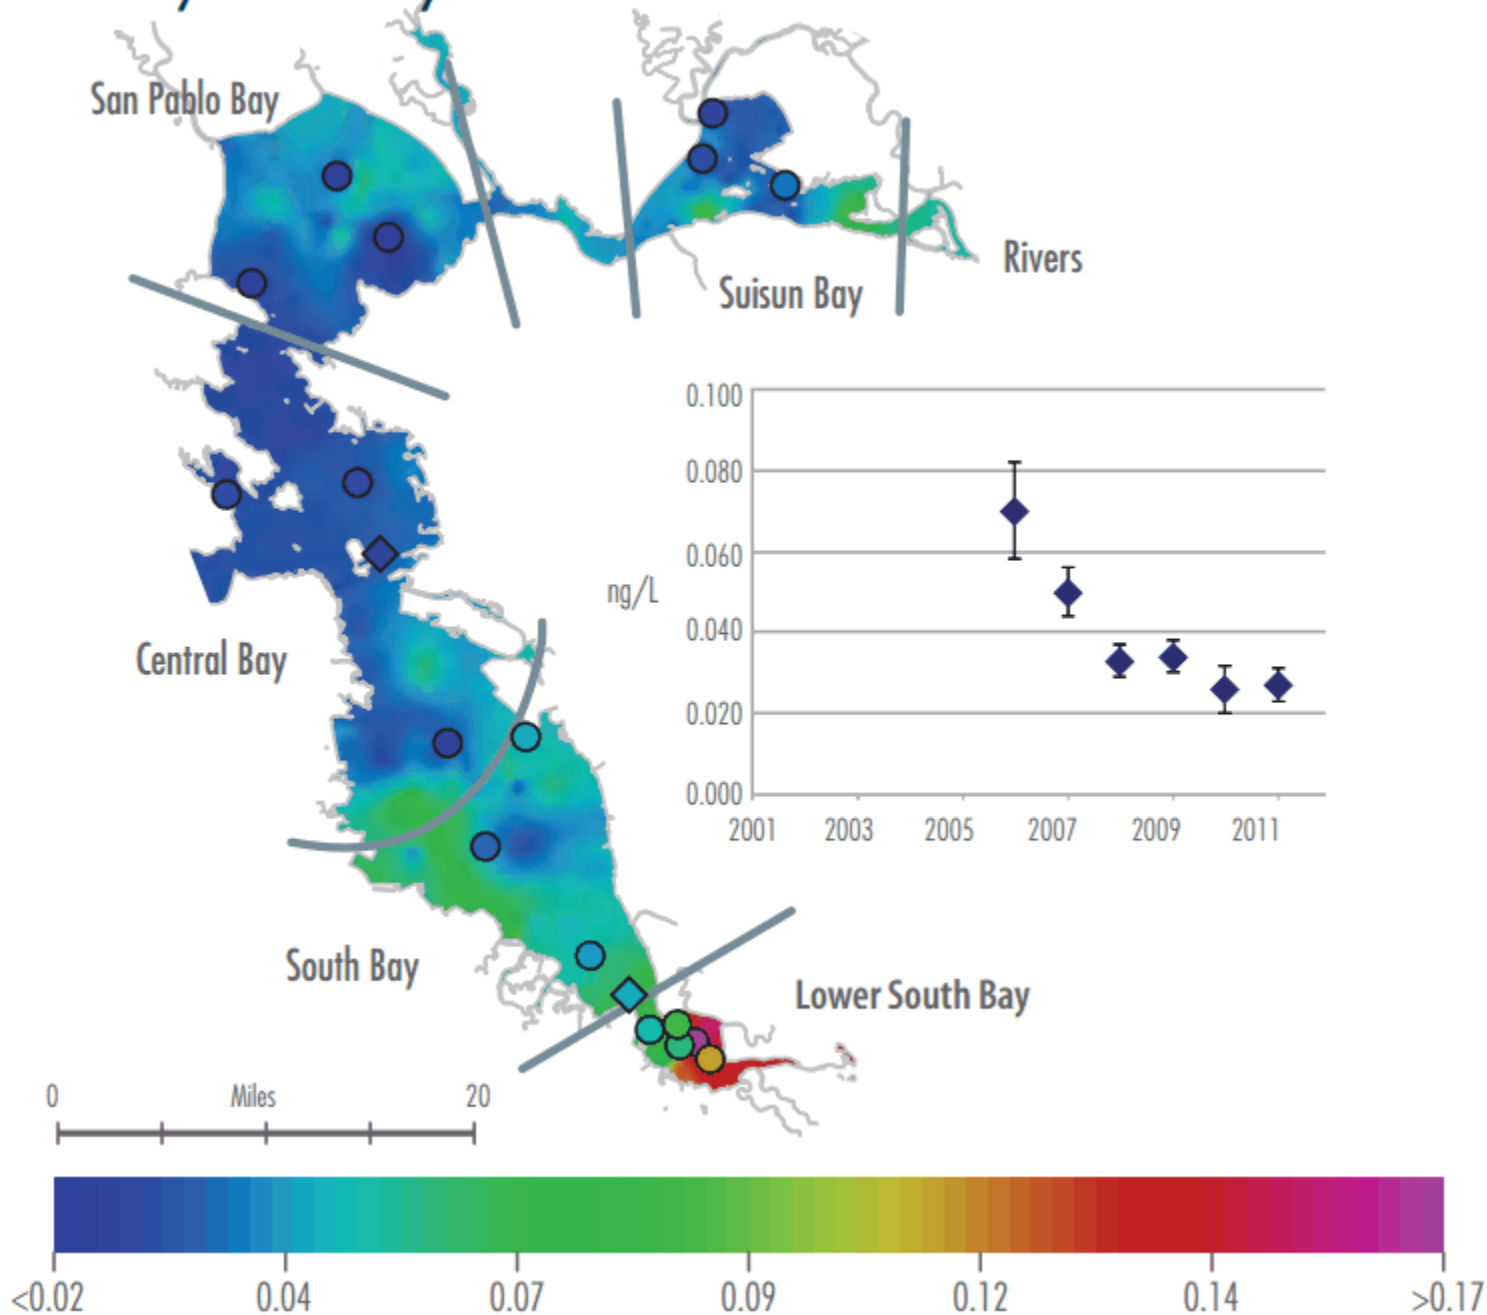 San Pablo Bay
Rivers
Suisun Bay
0.100
0.080
0.060
ng/L
0.040
0.020
0.000
2001 2003 2005 2007 2009 2011
Central Bay
South Bay
Lower South Bay
0 Miles 20
<0.02 0.04 0.07 0.09 0.12 0.14 >0.17